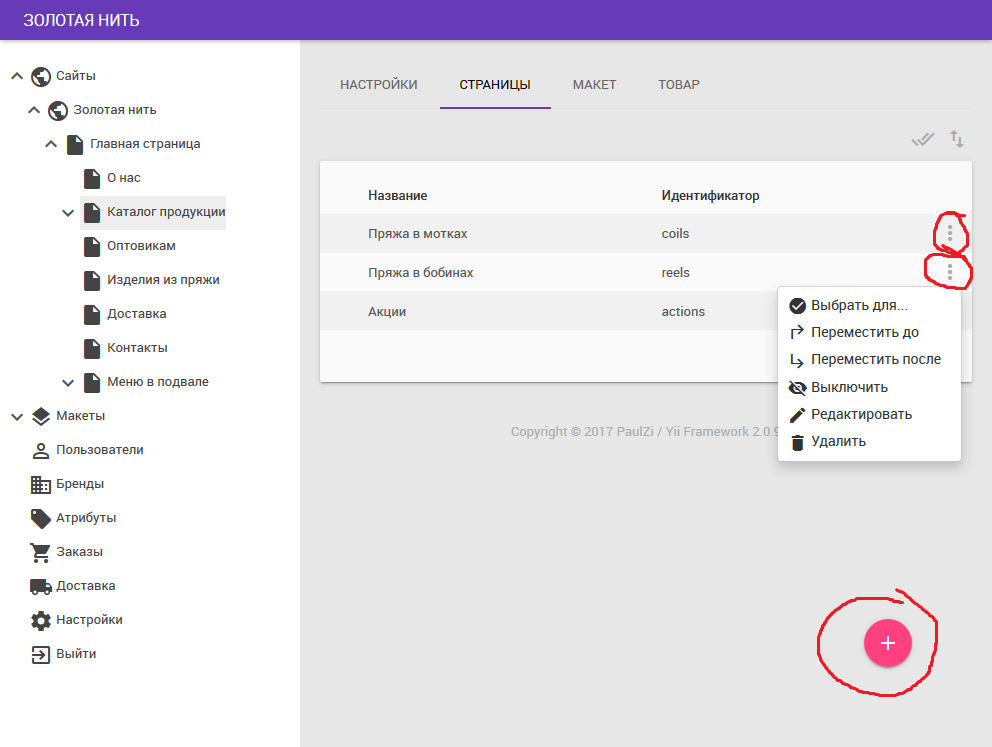 ЗОЛОТАЯ НИТЬ
Сайты
Золотая нить
Главная страница
О нас
Каталог продукции
Оптовикам
Изделия из пряжи
Доставка
Контакты
Меню в подвале
Макеты
Пользователи
Бренды
Атрибуты
Заказы
Доставка
Настройки
Выйти
НАСТРОЙКИ СТРАНИЦЫ МАКЕТ ТОВАР
Название Идентификатор
Пряжа в мотках coils
Пряжа в бобинах reels
Акции actions
Выбрать для...
Переместить до
Переместить после
Выключить
Редактировать
Удалить
Copyright © 2017 PaulZi / Yii Framework 2.0.9